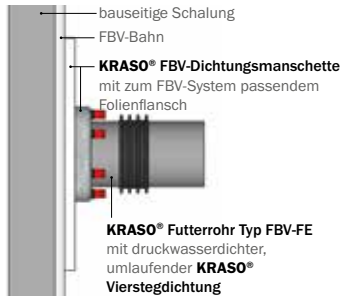 bauseitige Schalung
FBV-Bahn
KRASO® FBV-Dichtungsmanschette
mit zum FBV-System passendem
Folienflansch
KRASO® Futterrohr Typ FBV-FE
mit druckwasserdichter,
umlaufender KRASO®
Vierstegdichtung